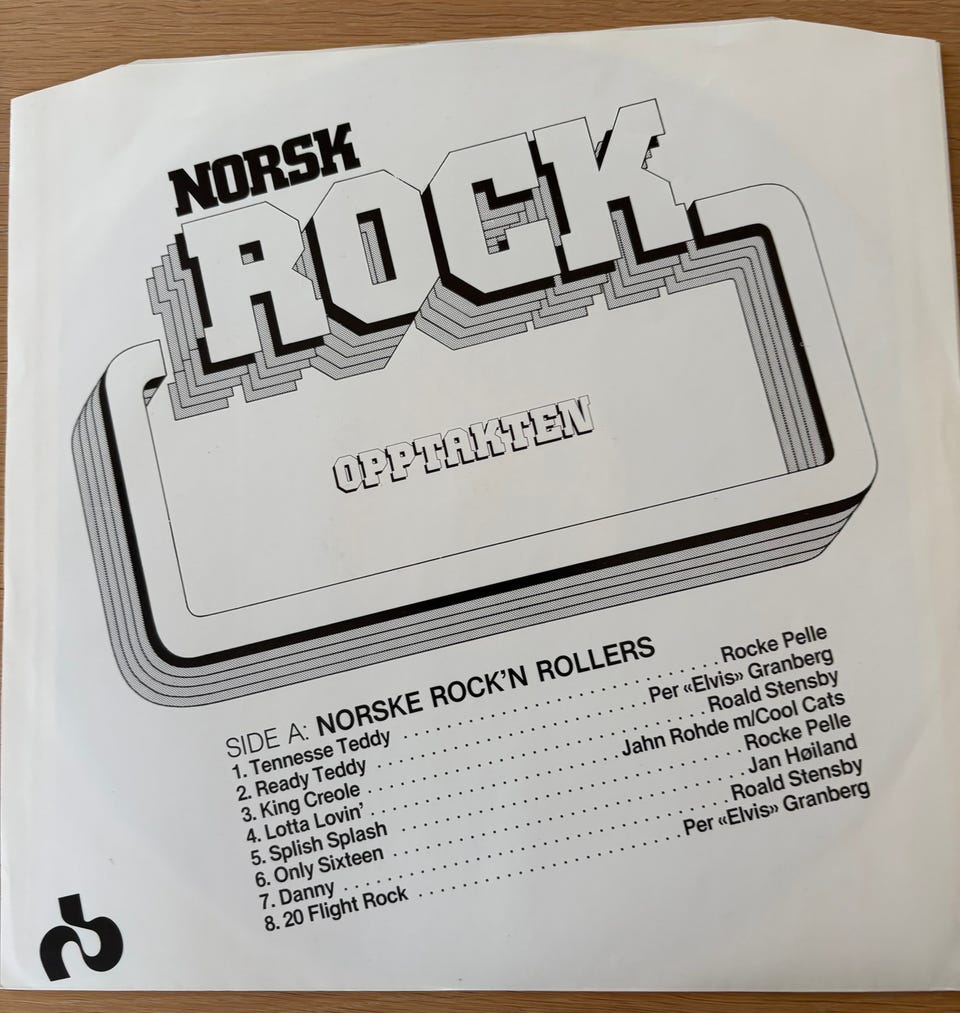 NORSK
ROCK
OPPTAKTEN
SIDE A: NORSKE ROCK'N ROLLERS
1. Tennesse Teddy . . . . . . . . . . . . . . . . . . . . . . . . . . Rocke Pelle
2. Ready Teddy . . . . . . . . . . . . . . . . . . . . . Per «Elvis» Granberg
3. King Creole . . . . . . . . . . . . . . . . . . . . . . . . . . . Roald Stensby
4. Lotta Lovin' . . . . . . . . . . . . . . . . . . . Jahn Rohde m/Cool Cats
5. Splish Splash . . . . . . . . . . . . . . . . . . . . . . . . . . . Rocke Pelle
6. Only Sixteen . . . . . . . . . . . . . . . . . . . . . . . . . . . Jan Høiland
7. Danny . . . . . . . . . . . . . . . . . . . . . . . . . . . . . . Roald Stensby
8. 20 Flight Rock . . . . . . . . . . . . . . . . . . . . Per «Elvis» Granberg